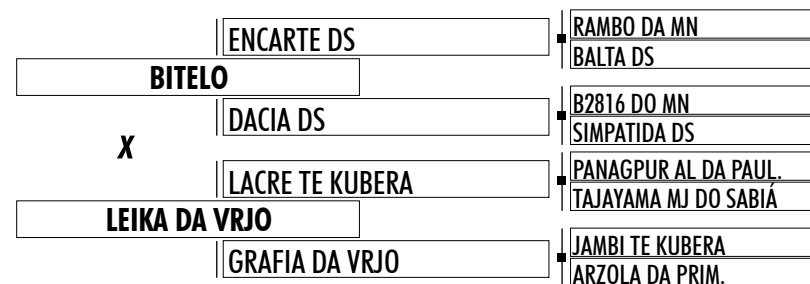 ENCARTE DS
RAMBO DA MN
BALTA DS
BITELO
DACIA DS
B2816 DO MN
SIMPATIDA DS
X
LACRE TE KUBERA
PANAGPUR AL DA PAUL.
TAJAYAMA MJ DO SABIÁ
LEIKA DA VRJO
GRAFIA DA VRJO
JAMBI TE KUBERA
ARZOLA DA PRIM.